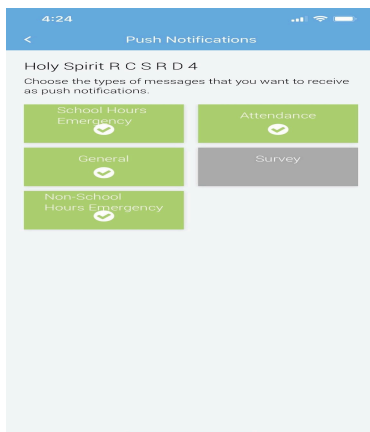 4:24
< Push Notifications
Holy Spirit R C S R D 4
Choose the types of messages that you want to receive
as push notifications.
School Hours
Emergency
Attendance
General
Survey
Non-School
Hours Emergency